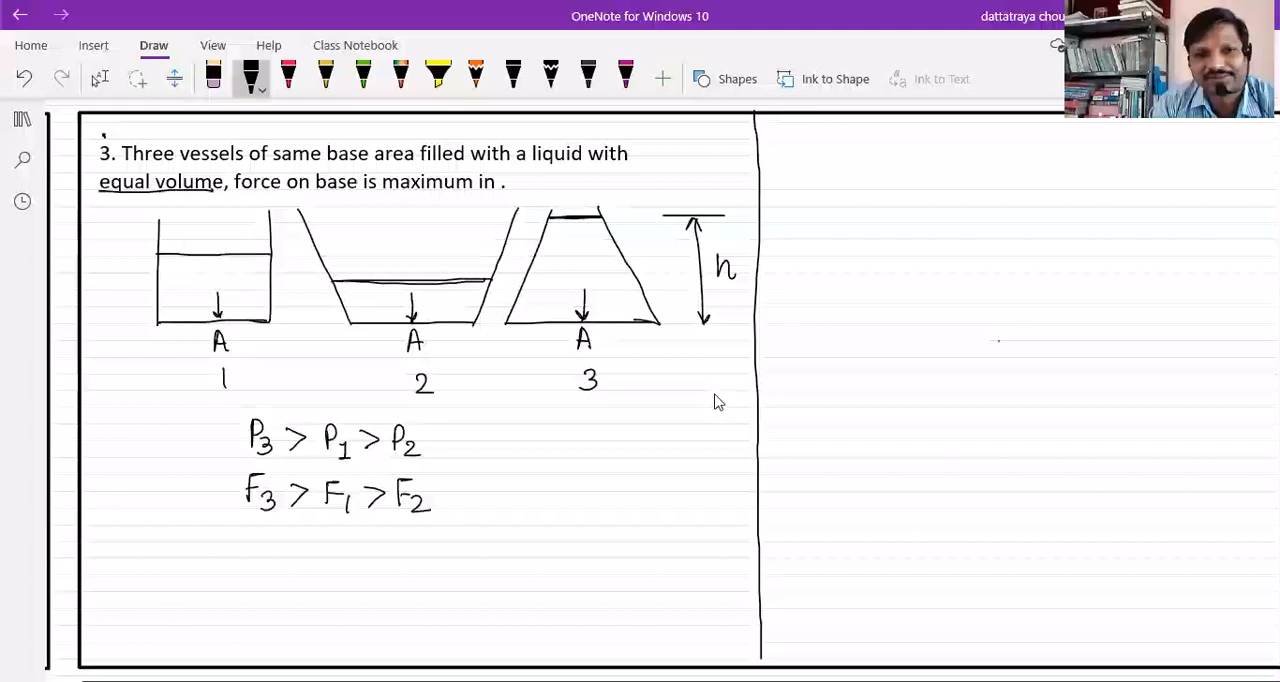 OneNote for Windows 10
dattatraya chou
Home Insert Draw View Help Class Notebook
Shapes Ink to Shape Ink to Text
3. Three vessels of same base area filled with a liquid with
equal volume, force on base is maximum in .
h
A A A
1 2 3
P3 > P1 > P2
F3 > F1 > F2